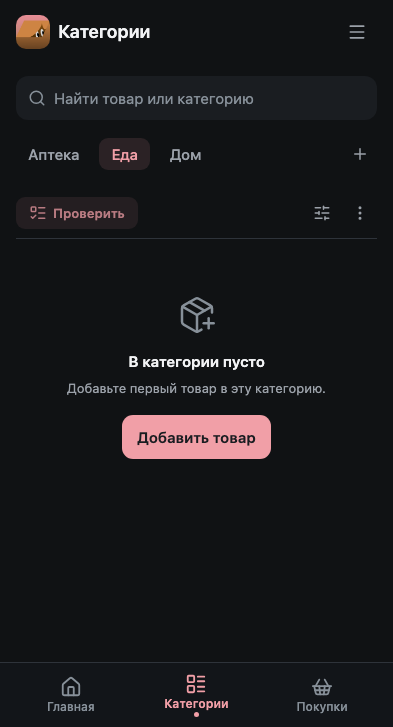 Категории
Найти товар или категорию
Аптека Еда Дом
Проверить
В категории пусто
Добавьте первый товар в эту категорию.
Добавить товар
Главная Категории Покупки